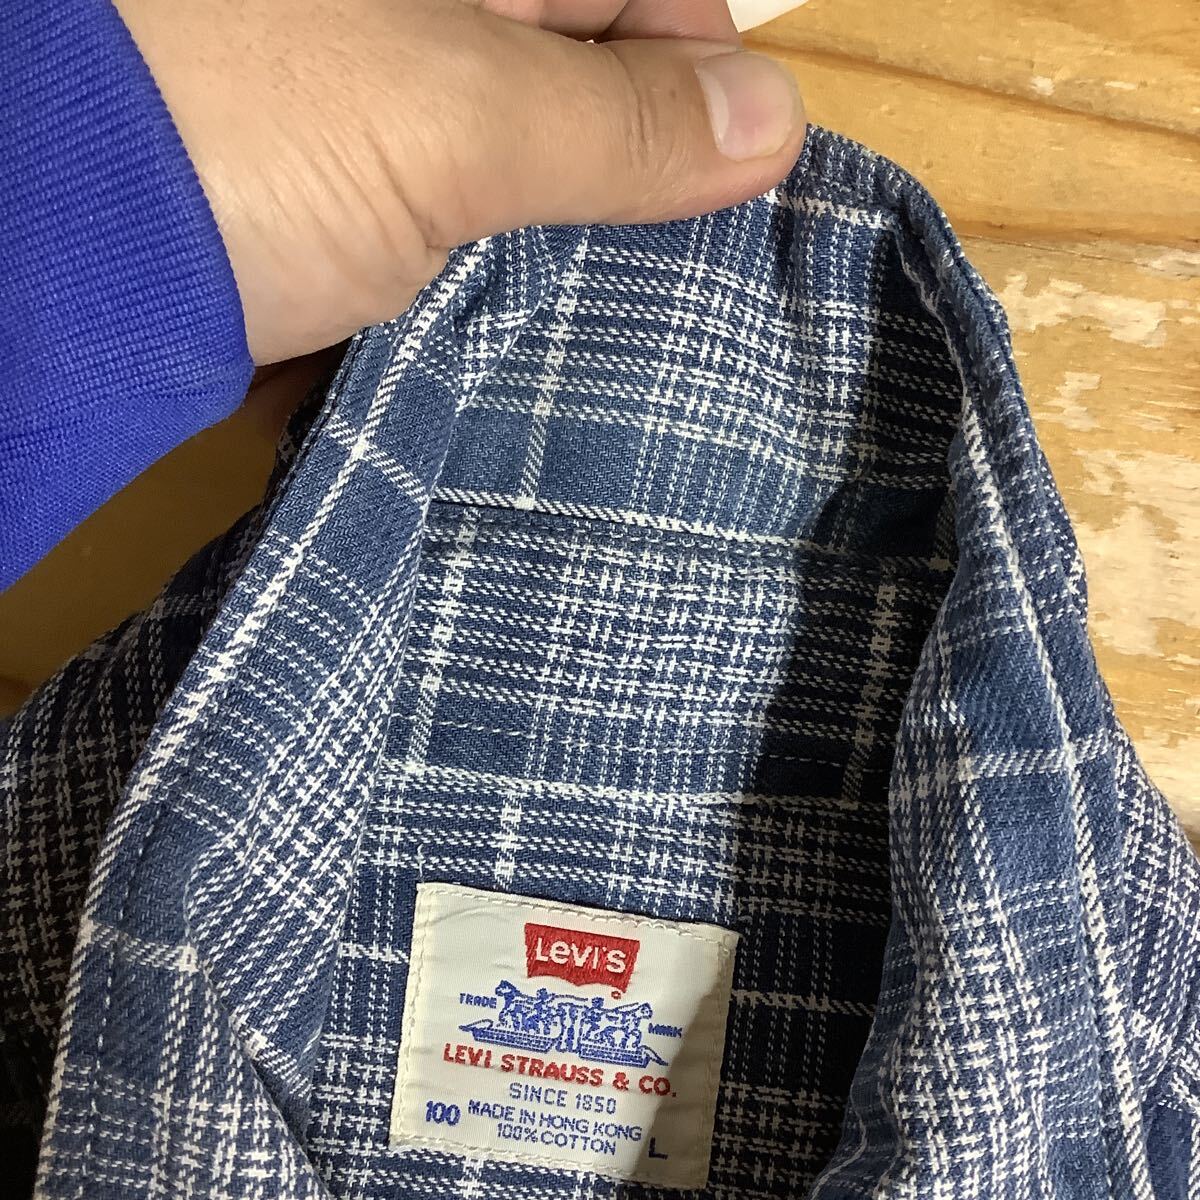 Levi's
TRADE MARK
LEVI STRAUSS & CO.
SINCE 1850
100 MADE IN HONG KONG
100% COTTON L